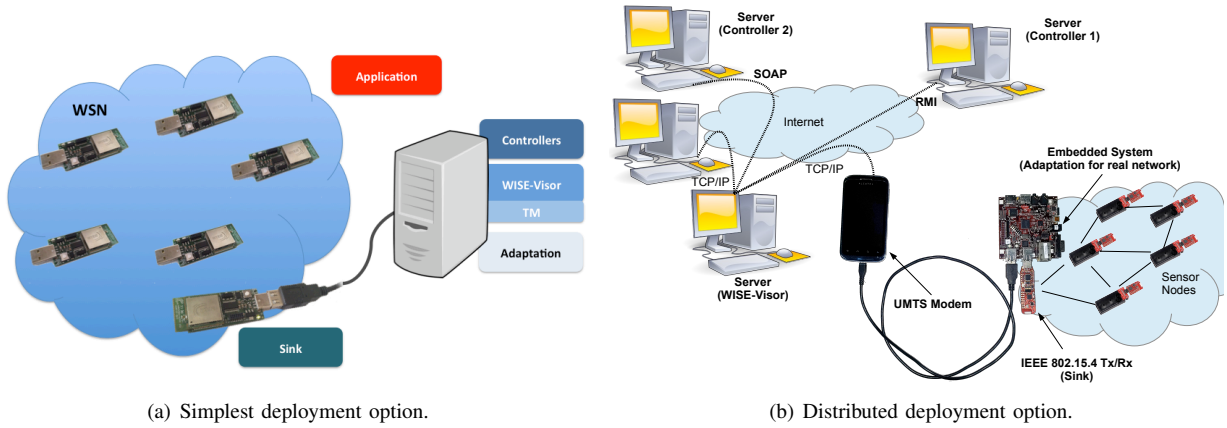 WSN
Application
Controllers
WISE-Visor
TM
Adaptation
Sink
(a) Simplest deployment option.
Server
(Controller 2)
Server
(Controller 1)
SOAP
RMI
Internet
TCP/IP
TCP/IP
Server
(WISE-Visor)
UMTS Modem
Embedded System
(Adaptation for real network)
Sensor
Nodes
IEEE 802.15.4 Tx/Rx
(Sink)
(b) Distributed deployment option.